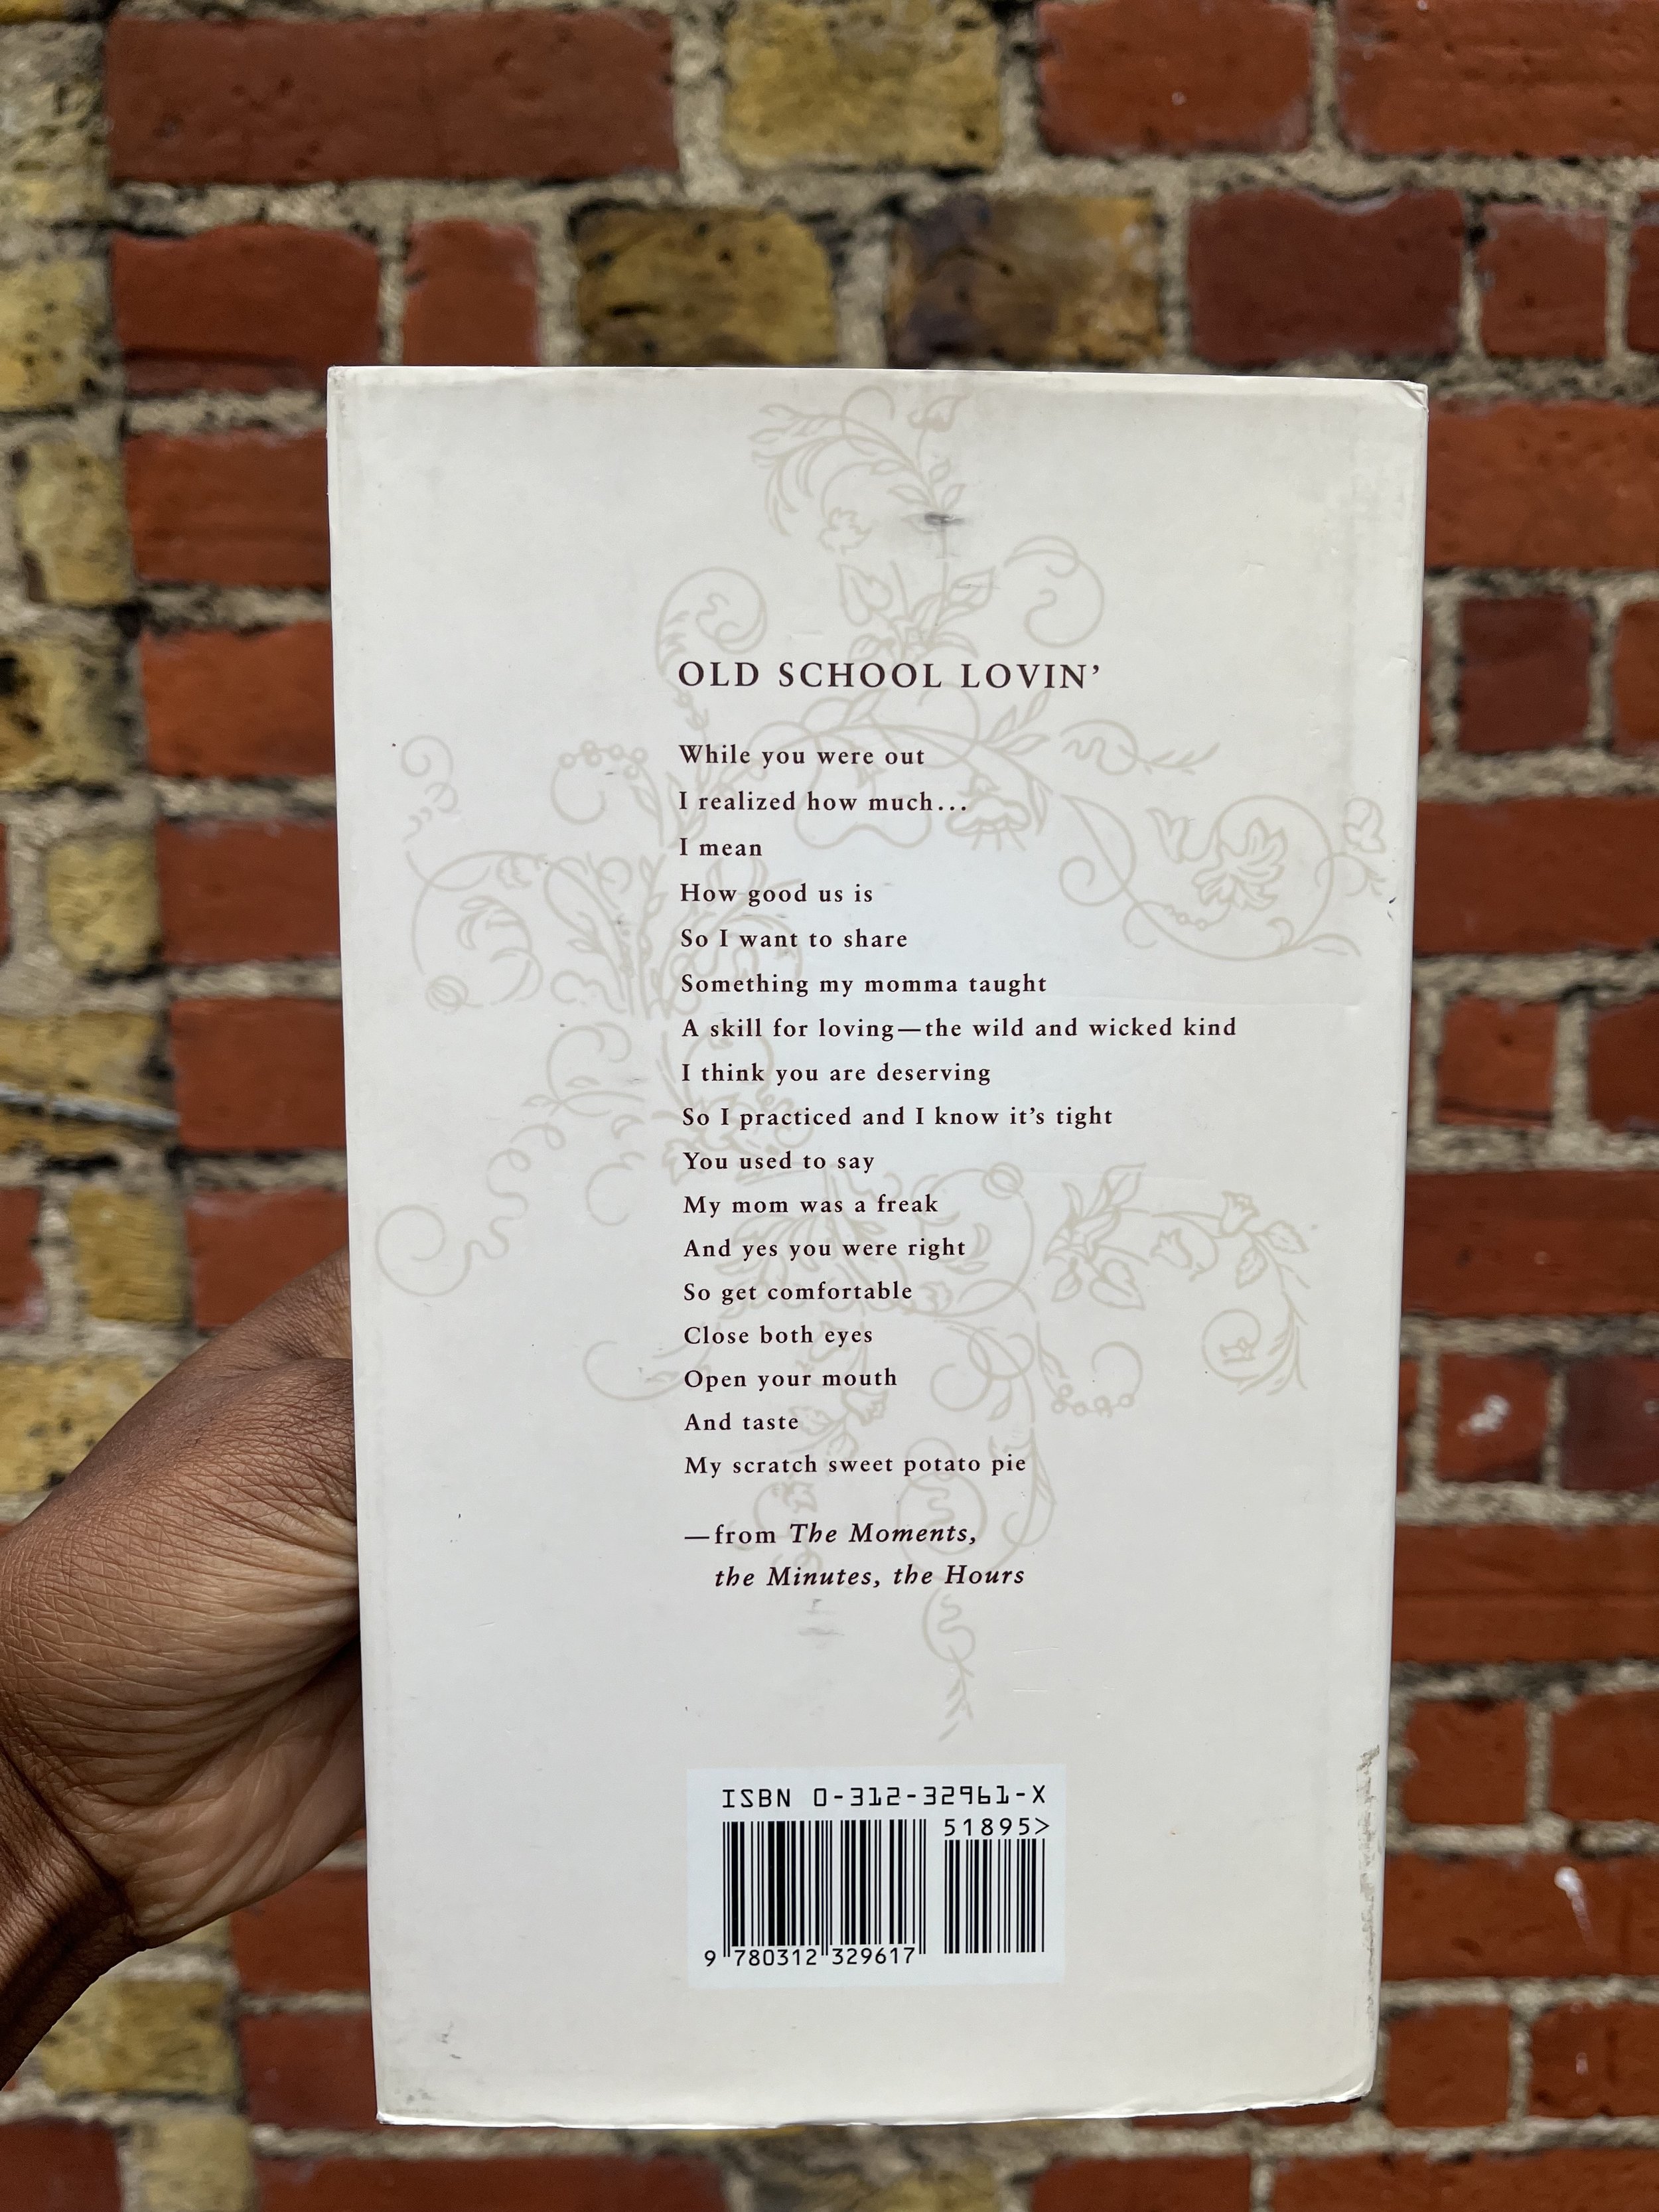 OLD SCHOOL LOVIN’
While you were out
I realized how much...
I mean
How good us is
So I want to share
Something my momma taught
A skill for loving—the wild and wicked kind
I think you are deserving
So I practiced and I know it’s tight
You used to say
My mom was a freak
And yes you were right
So get comfortable
Close both eyes
Open your mouth
And taste
My scratch sweet potato pie
—from The Moments,
the Minutes, the Hours
ISBN 0-312-32961-X
51895>
9 780312 329617